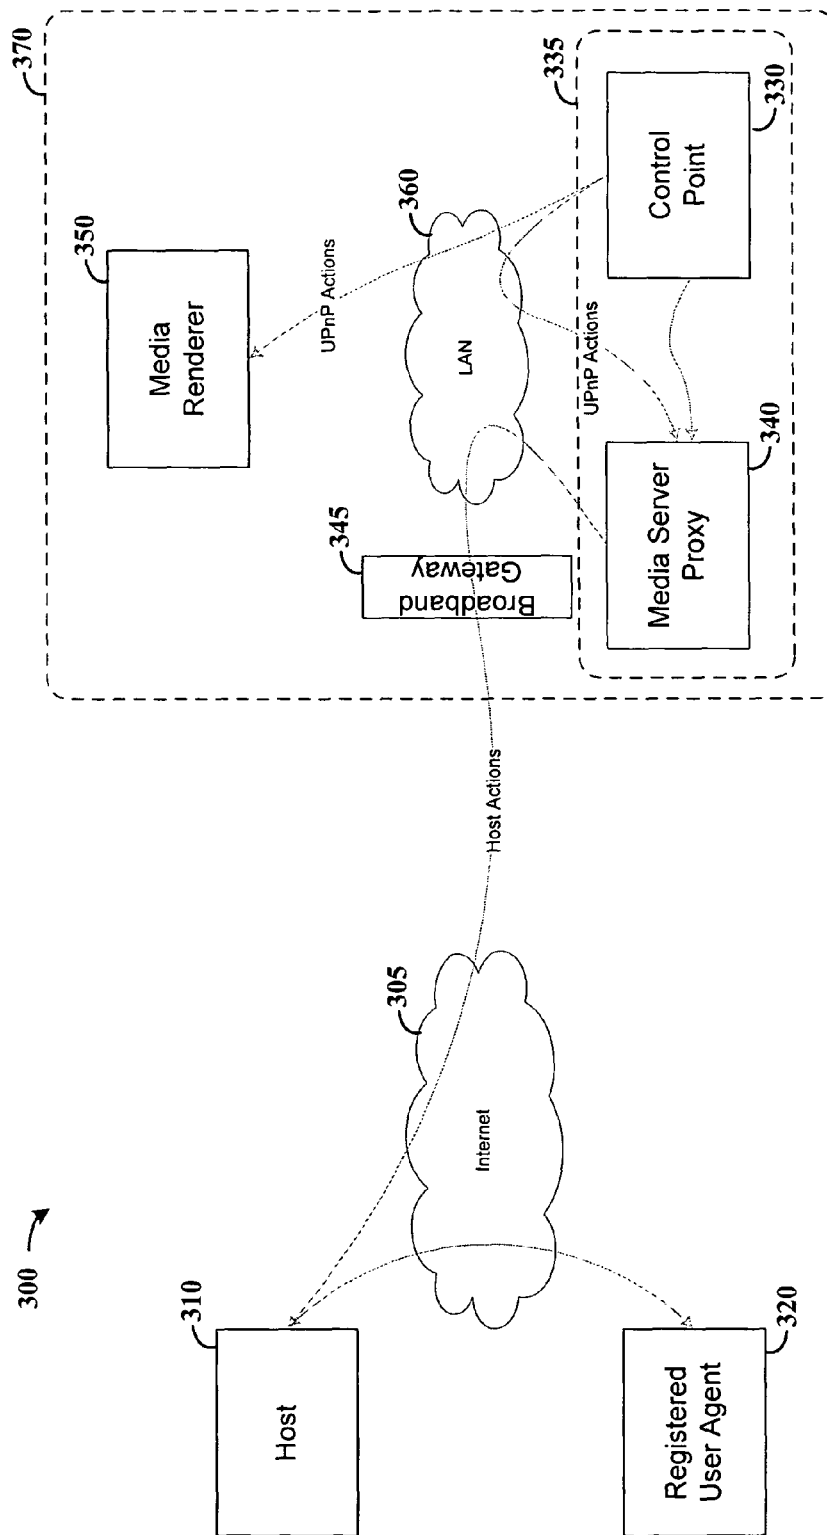 300
310
Host
320
Registered
User Agent
305
Internet
Host Actions
370
345
Broadband
Gateway
350
Media
Renderer
UPnP Actions
360
LAN
UPnP Actions
335
330
Control
Point
340
Media Server
Proxy